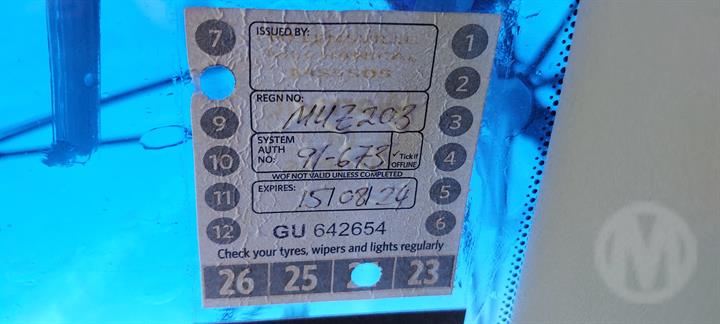 7 ISSUED BY: 1
2
REGN NO: MUZ203
9 3
SYSTEM AUTH NO: 91-673 ✓ Tick if OFFLINE
10 4
WOF NOT VALID UNLESS COMPLETED
11 EXPIRES: 15/08/24 5
12 GU 642654 6
Check your tyres, wipers and lights regularly
26 25 23
M